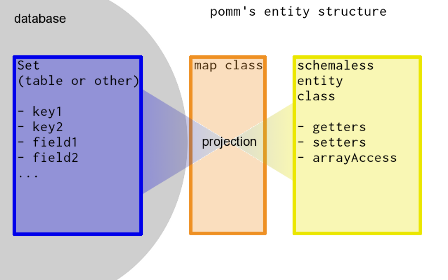 pomm's entity structure
database
Set
(table or other)
- key1
- key2
- field1
- field2
...
map class
projection
schemaless
entity
class
- getters
- setters
- arrayAccess